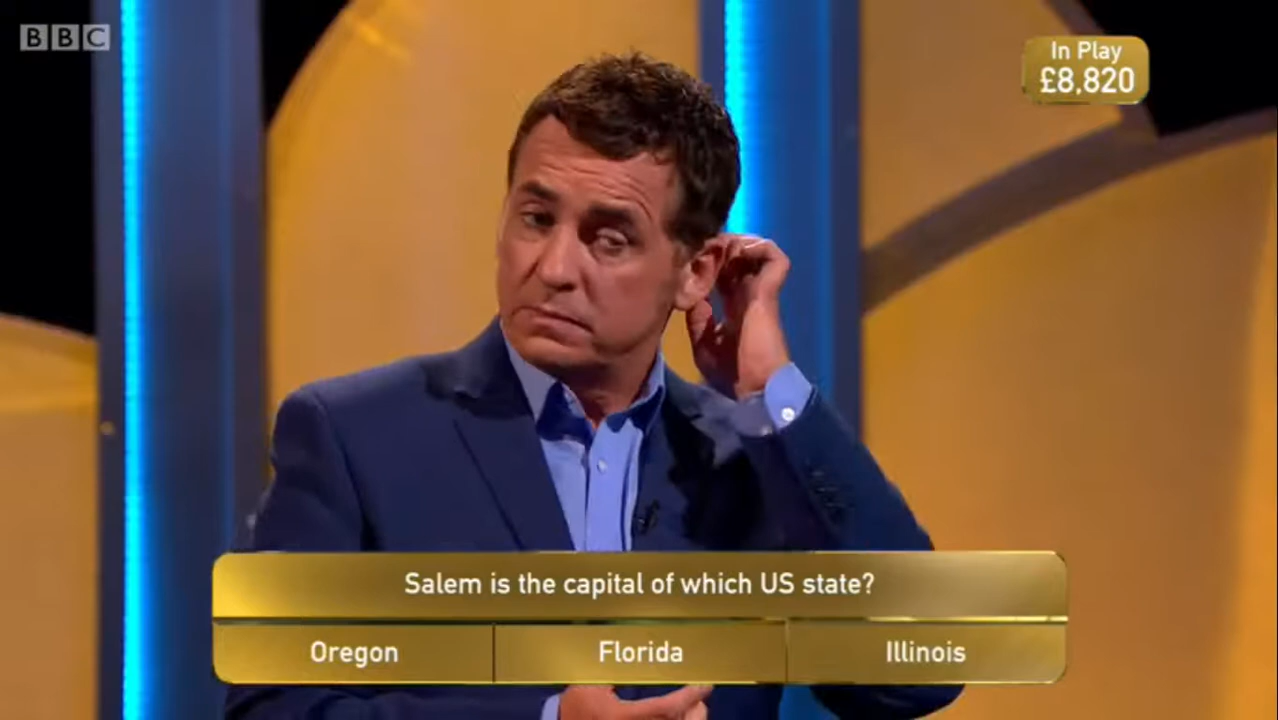 BBC
In Play
£8,820
Salem is the capital of which US state?
Oregon
Florida
Illinois